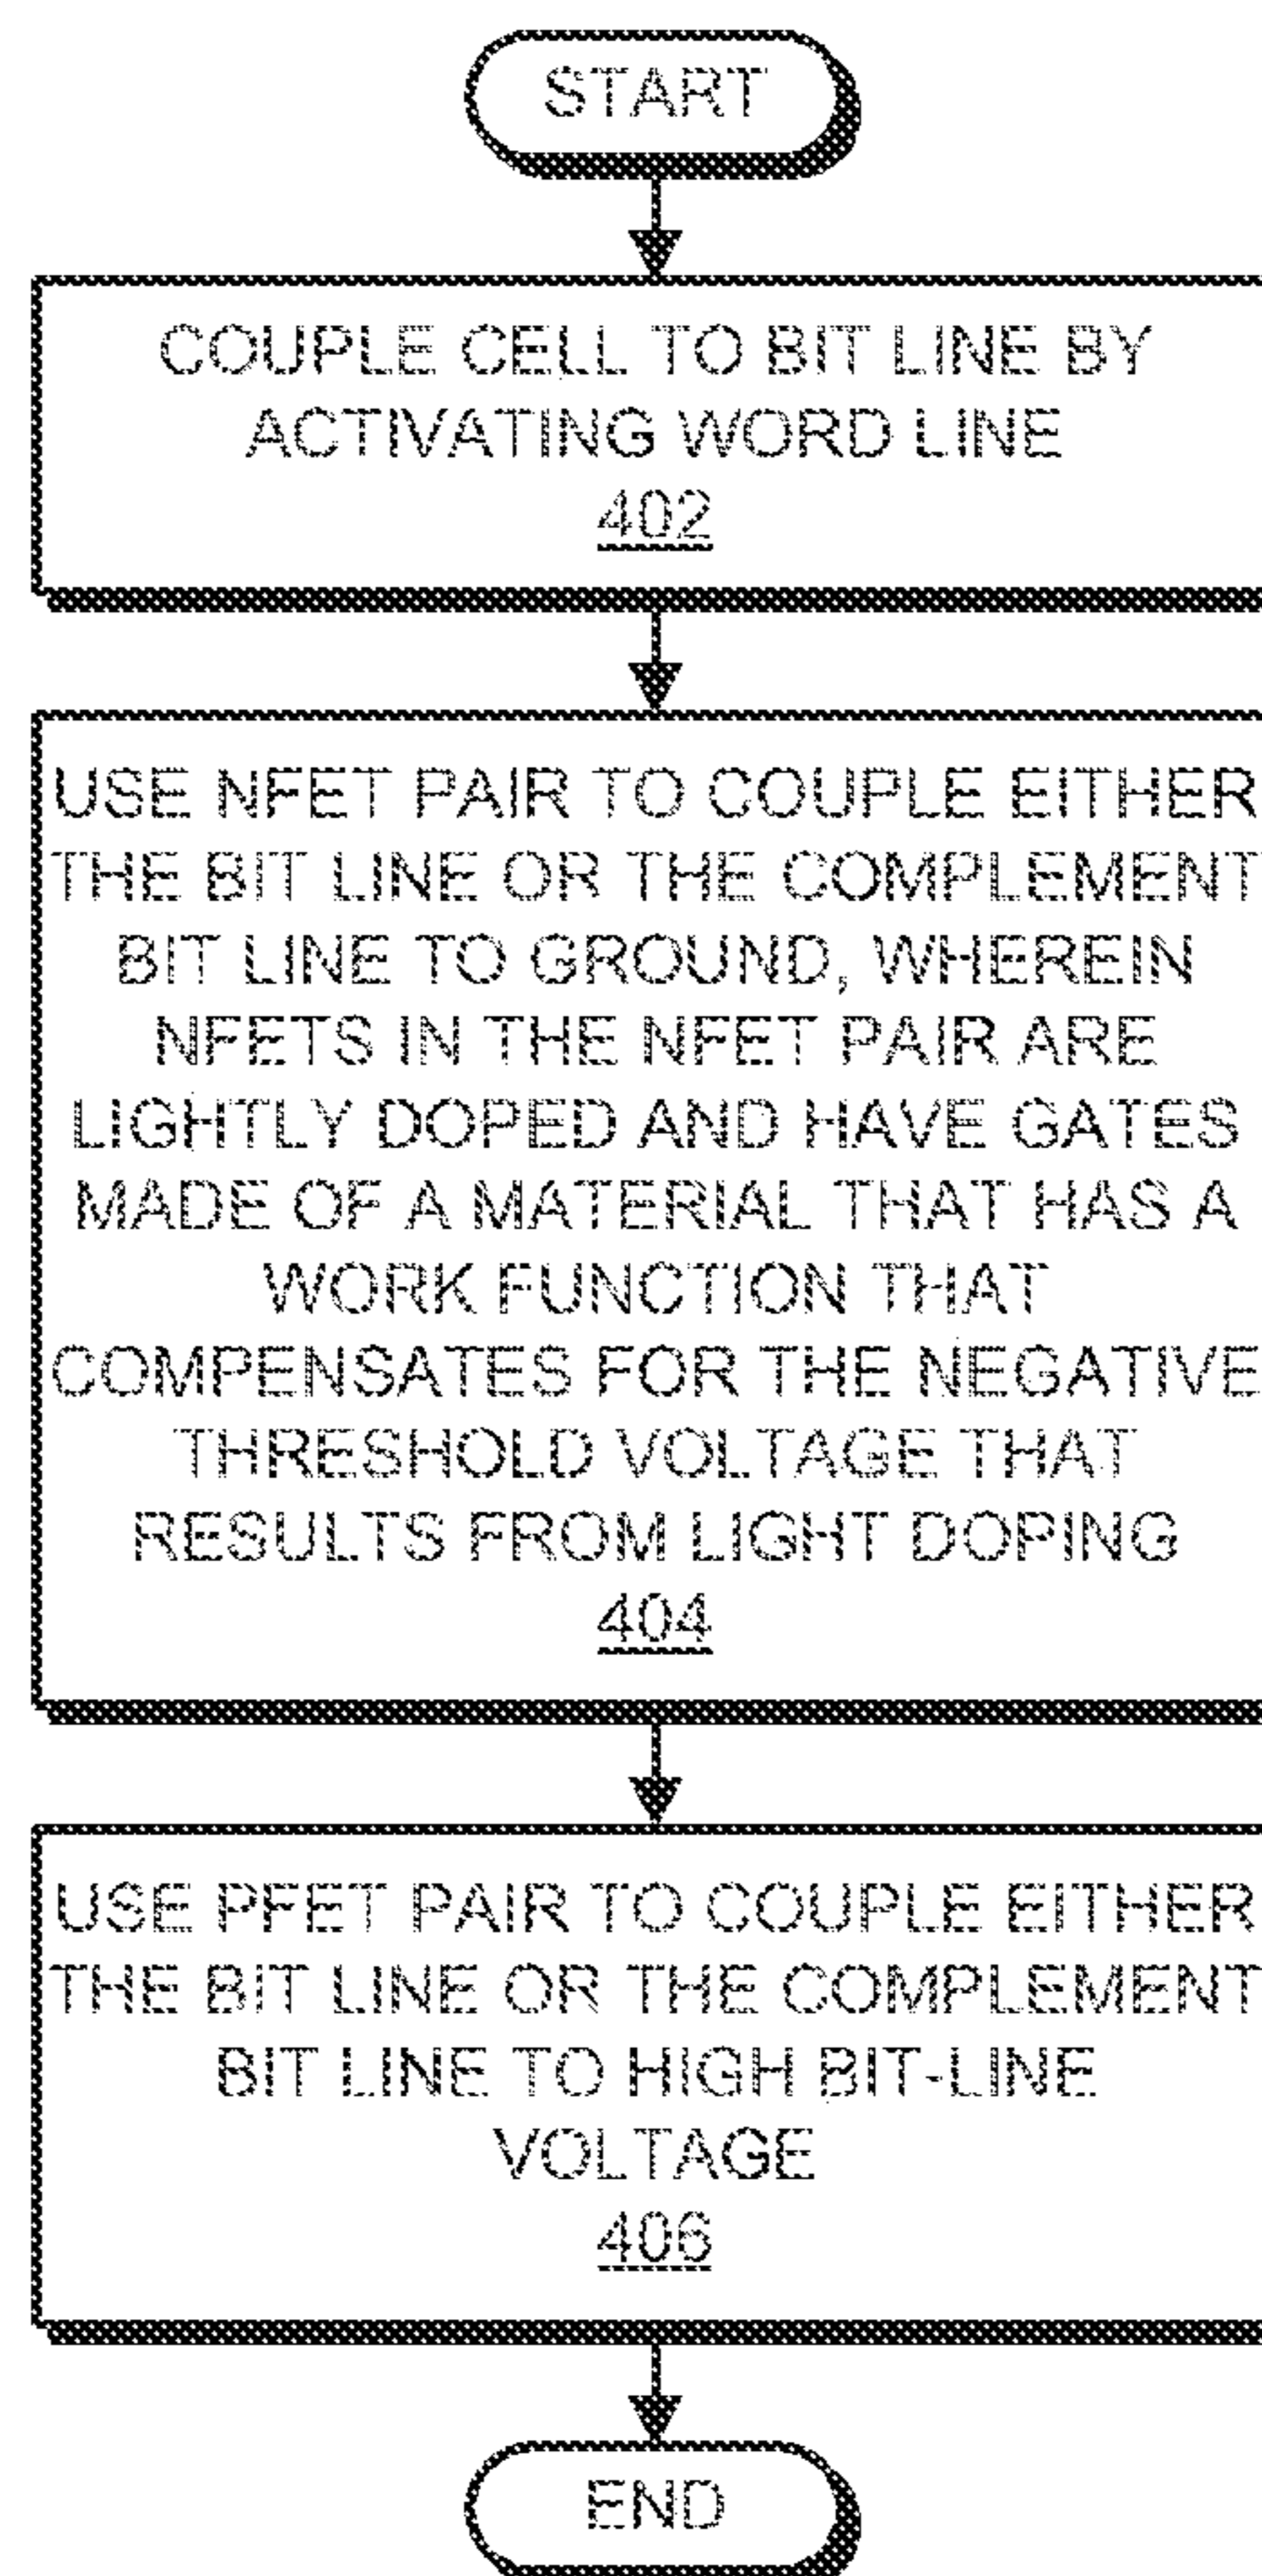 START
COUPLE CELL TO BIT LINE BY
ACTIVATING WORD LINE
402
USE NFET PAIR TO COUPLE EITHER
THE BIT LINE OR THE COMPLEMENT
BIT LINE TO GROUND, WHEREIN
NFETS IN THE NFET PAIR ARE
LIGHTLY DOPED AND HAVE GATES
MADE OF A MATERIAL THAT HAS A
WORK FUNCTION THAT
COMPENSATES FOR THE NEGATIVE
THRESHOLD VOLTAGE THAT
RESULTS FROM LIGHT DOPING
404
USE PFET PAIR TO COUPLE EITHER
THE BIT LINE OR THE COMPLEMENT
BIT LINE TO HIGH BIT-LINE
VOLTAGE
406
END